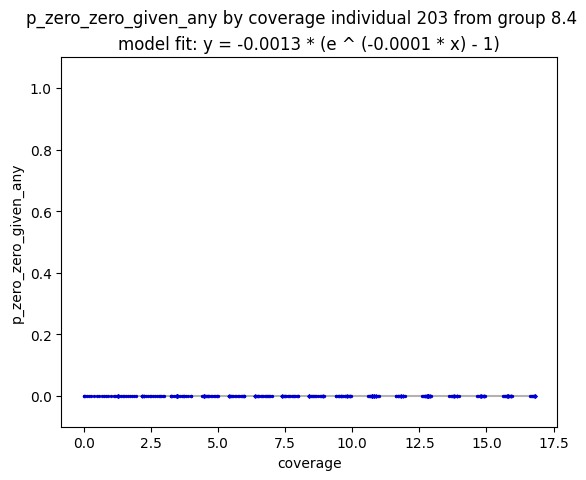 p_zero_zero_given_any by coverage individual 203 from group 8.4
model fit: y = -0.0013 * (e ^ (-0.0001 * x) - 1)
1.0
0.8
0.6
0.4
0.2
0.0
p_zero_zero_given_any
0.0 2.5 5.0 7.5 10.0 12.5 15.0 17.5
coverage